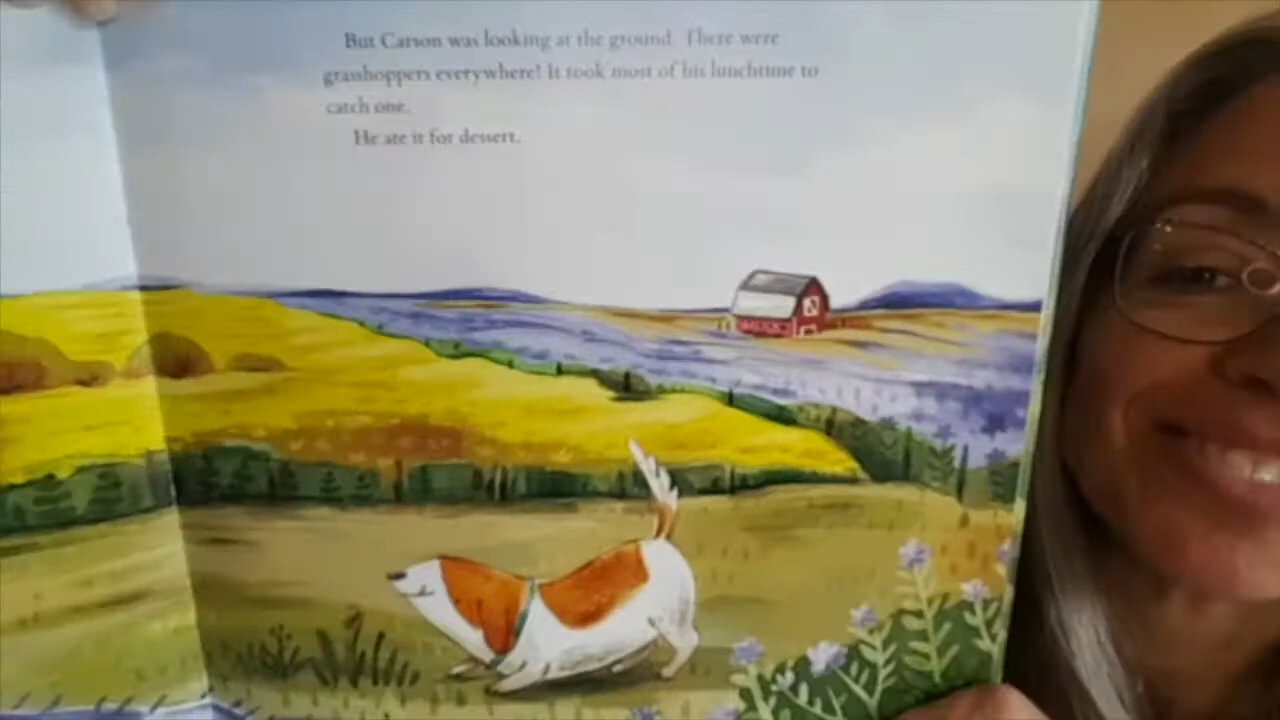 But Carson was looking at the ground. There were
grasshoppers everywhere! It took most of his lunchtime to
catch one.
He ate it for dessert.